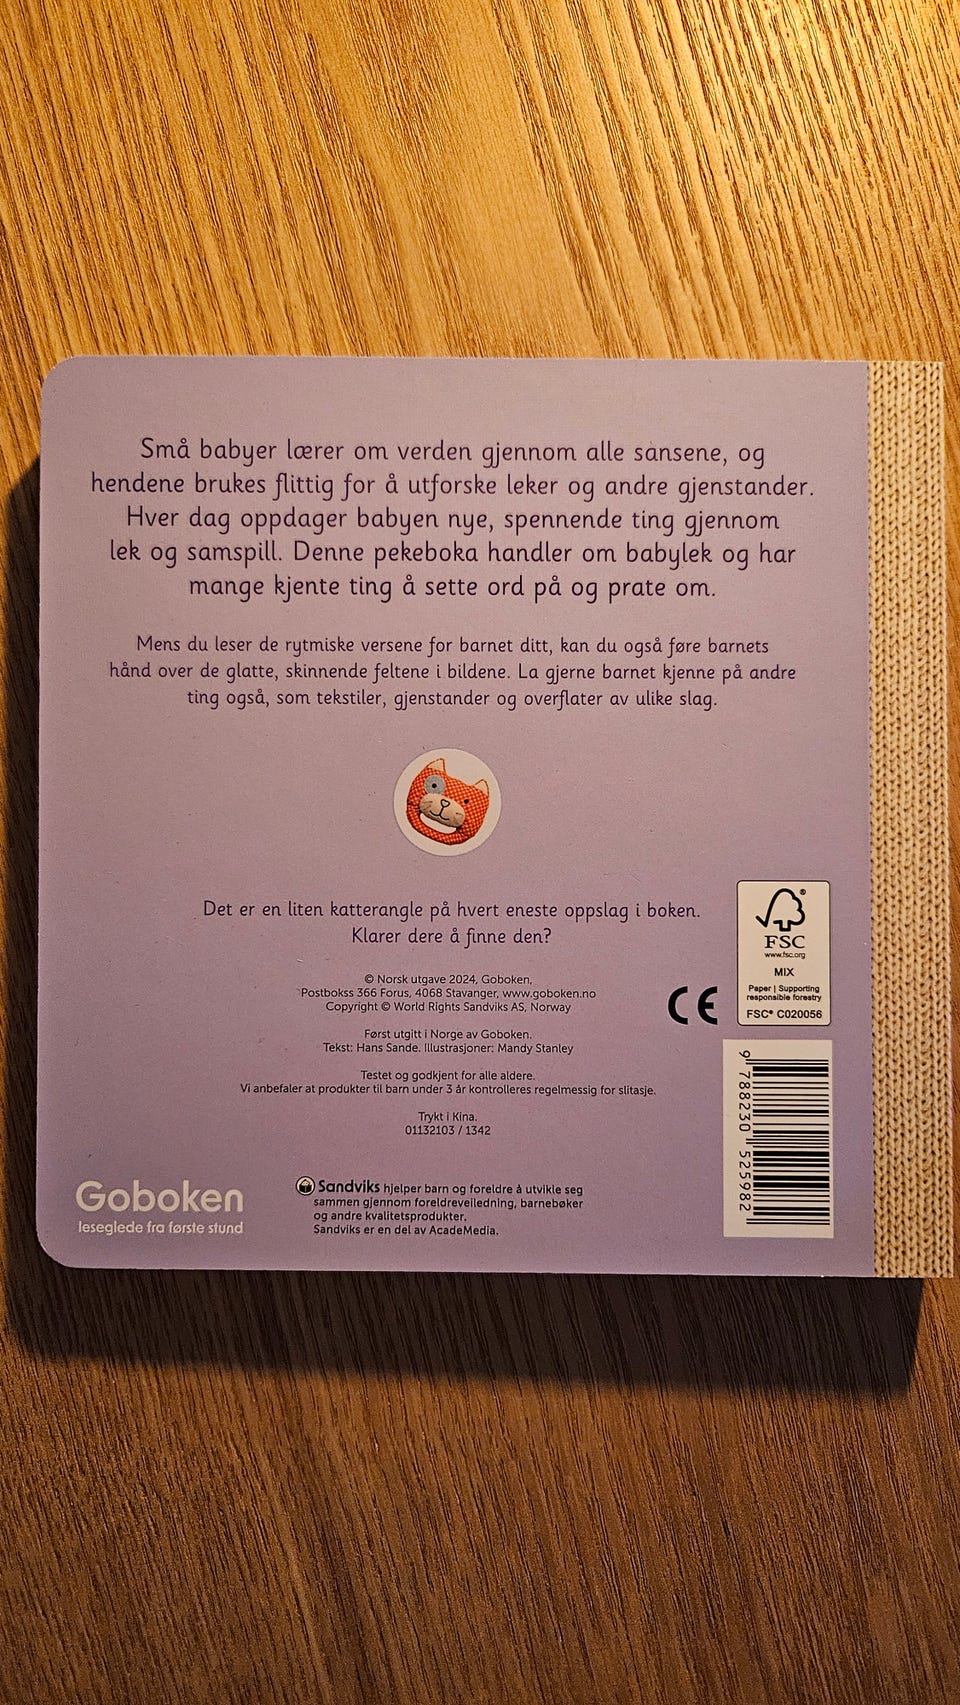 Små babyer lærer om verden gjennom alle sansene, og
hendene brukes flittig for å utforske leker og andre gjenstander.
Hver dag oppdager babyen nye, spennende ting gjennom
lek og samspill. Denne pekeboka handler om babylek og har
mange kjente ting å sette ord på og prate om.
Mens du leser de rytmiske versene for barnet ditt, kan du også føre barnets
hånd over de glatte, skinnende feltene i bildene. La gjerne barnet kjenne på andre
ting også, som tekstiler, gjenstander og overflater av ulike slag.
Det er en liten katterangle på hvert eneste oppslag i boken.
Klarer dere å finne den?
© Norsk utgave 2024, Goboken,
Postbokss 366 Forus, 4068 Stavanger, www.goboken.no
Copyright © World Rights Sandviks AS, Norway
Først utgitt i Norge av Goboken.
Tekst: Hans Sande. Illustrasjoner: Mandy Stanley
Testet og godkjent for alle aldere.
Vi anbefaler at produkter til barn under 3 år kontrolleres regelmessig for slitasje.
Trykt i Kina.
01132103 / 1342
CE
FSC®
www.fsc.org
MIX
Paper | Supporting
responsible forestry
FSC® C020056
9 788230 525982
Goboken
leseglede fra første stund
Sandviks hjelper barn og foreldre å utvikle seg
sammen gjennom foreldreveiledning, barnebøker
og andre kvalitetsprodukter.
Sandviks er en del av AcadeMedia.